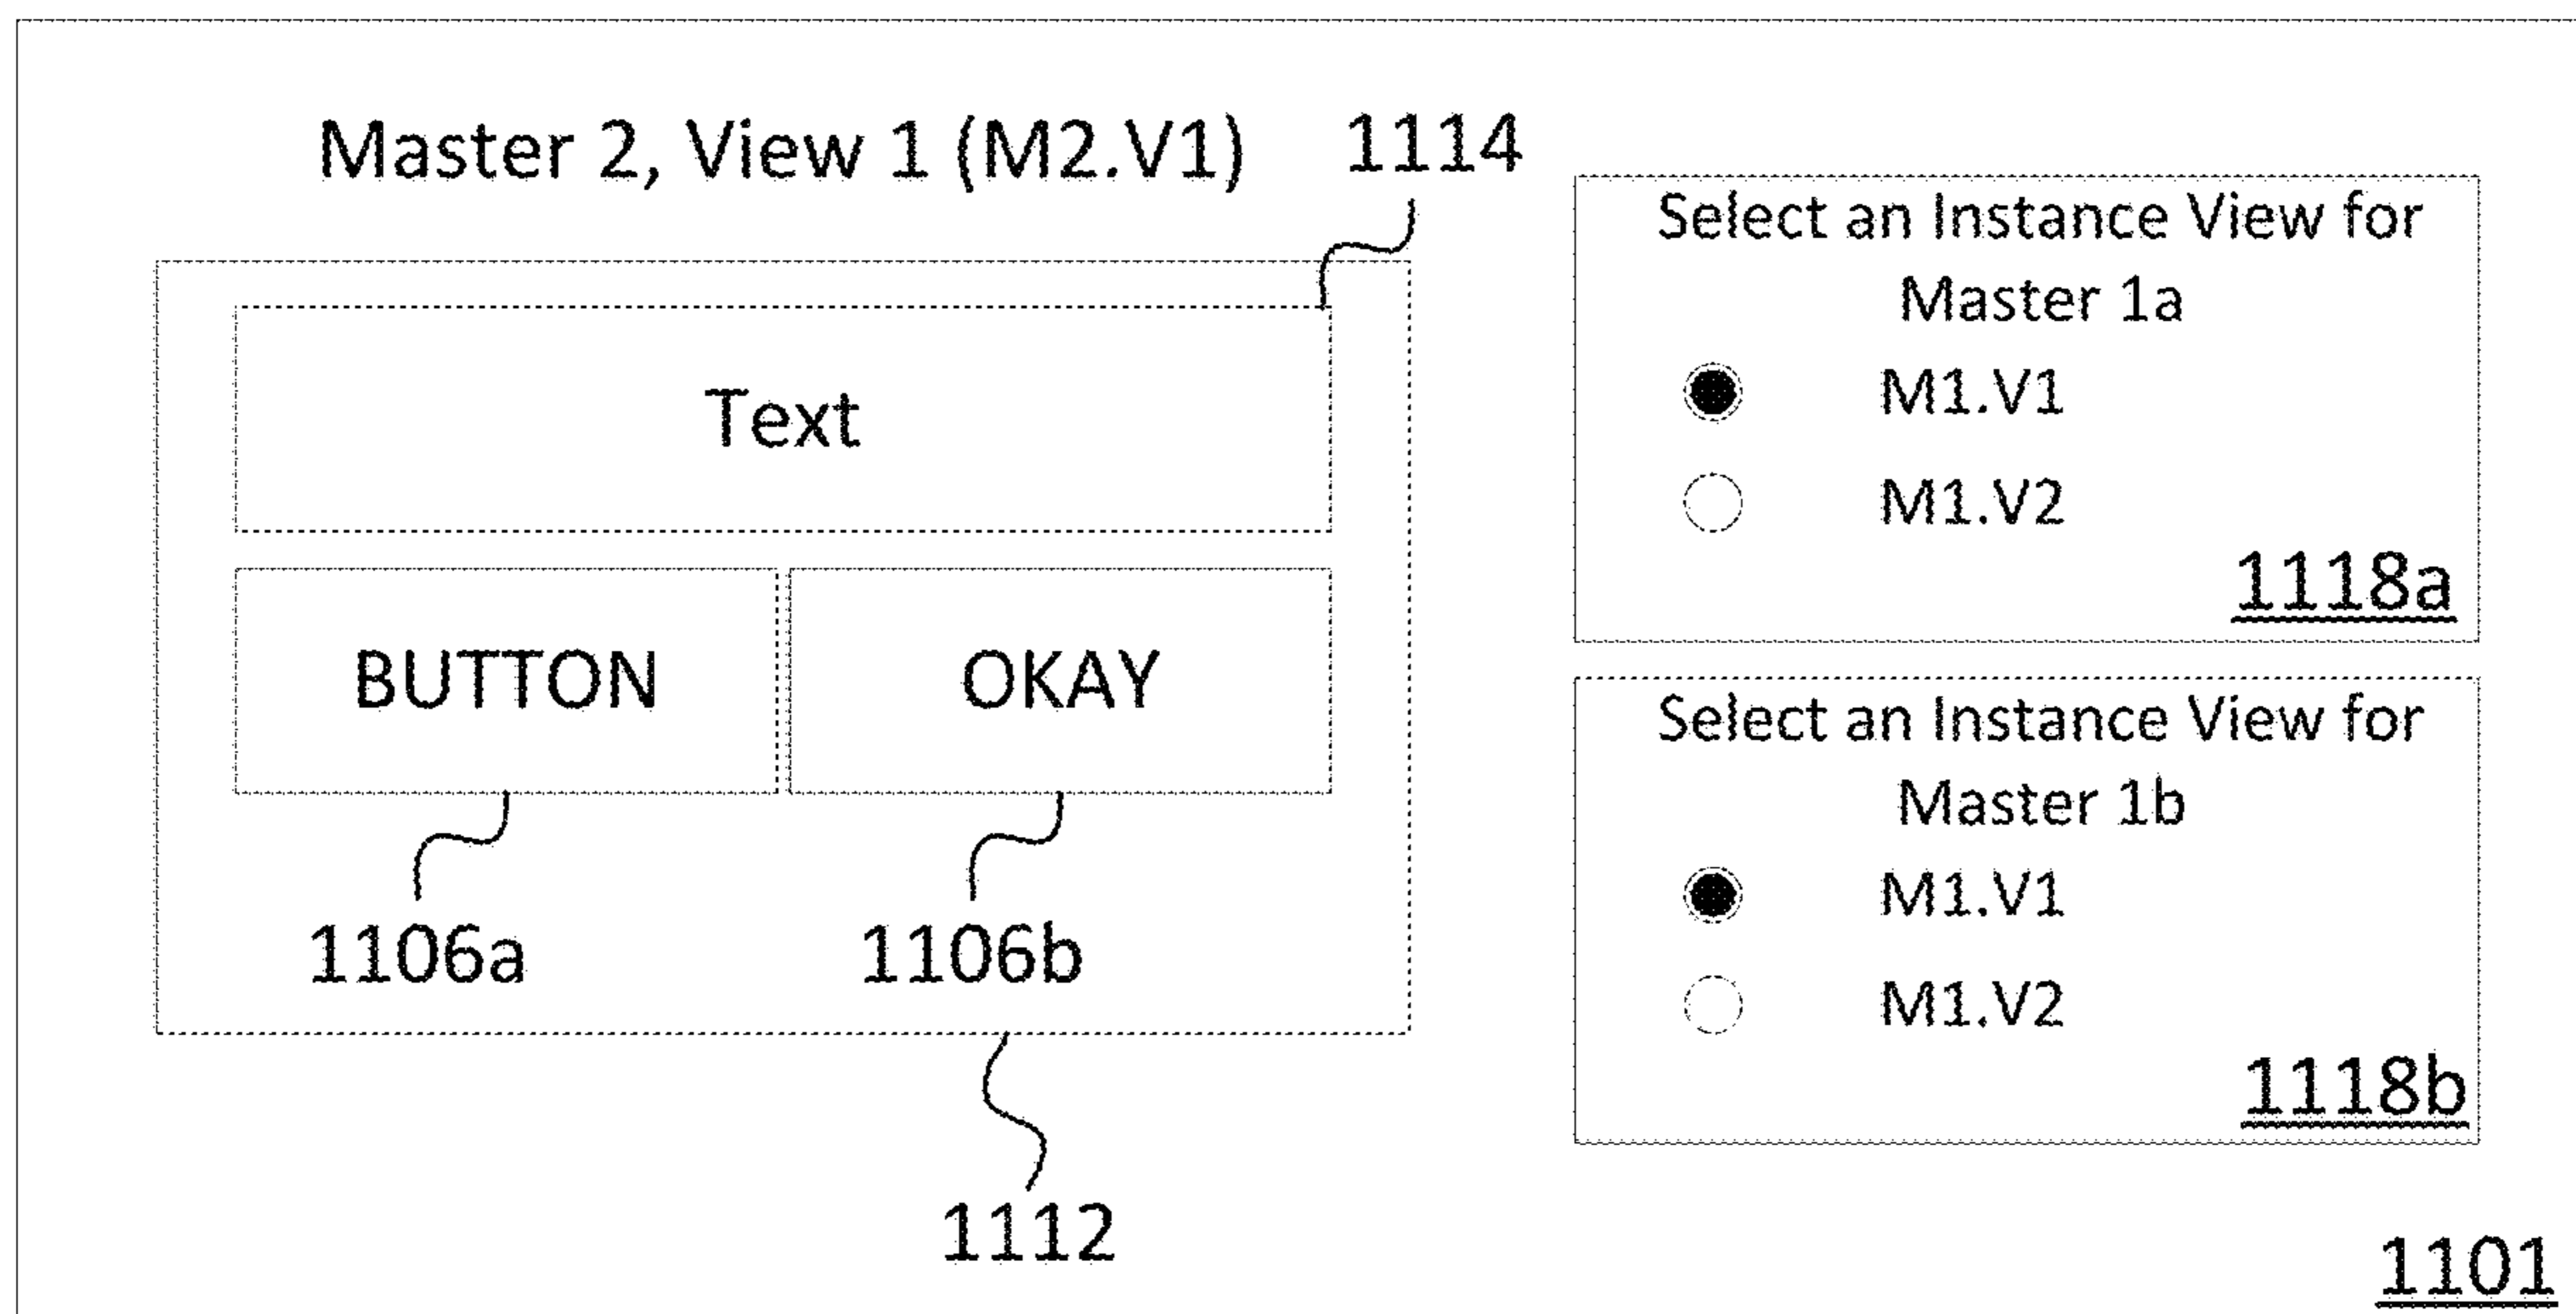 Master 2, View 1 (M2.V1)
1114
Text
BUTTON
OKAY
1106a
1106b
1112
Select an Instance View for
Master 1a
M1.V1
M1.V2
1118a
Select an Instance View for
Master 1b
M1.V1
M1.V2
1118b
1101